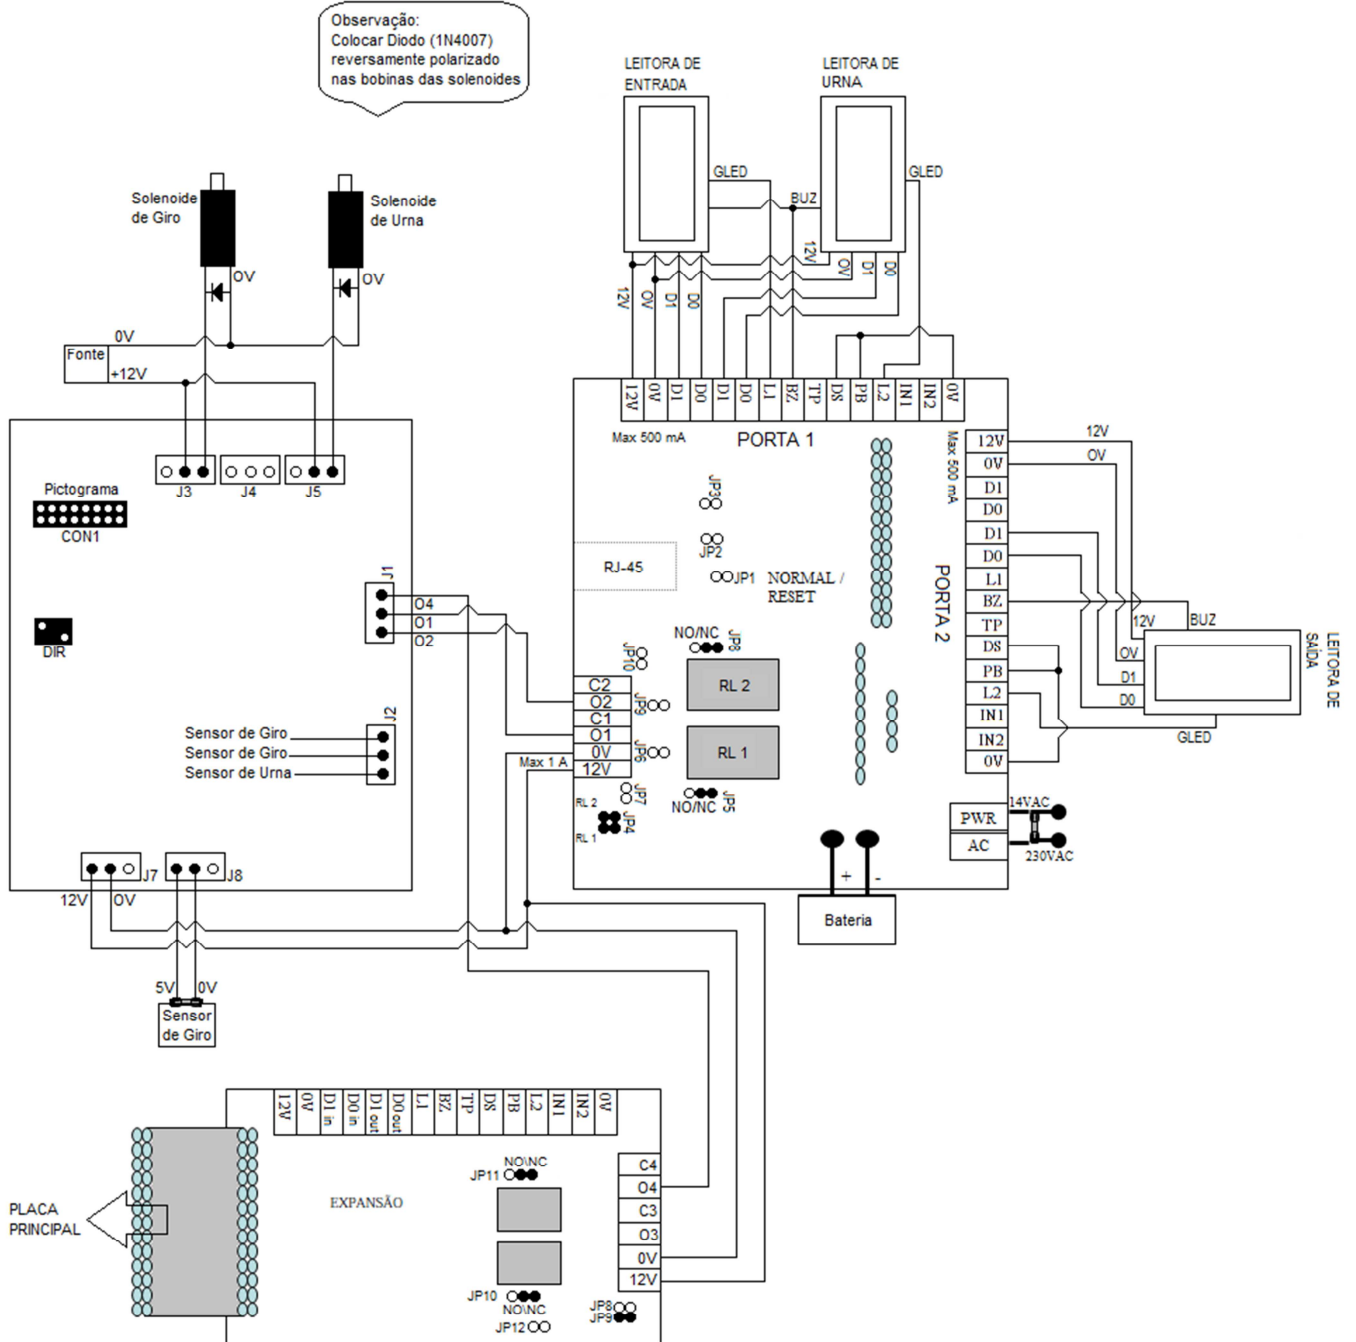 Observação:
Colocar Diodo (1N4007)
reversamente polarizado
nas bobinas das solenoides
LEITORA DE
ENTRADA
LEITORA DE
URNA
GLED
GLED
BUZ
Solenoide
de Giro
Solenoide
de Urna
0V
0V
12V
0V
D1
D0
12V
0V
D1
D0
Fonte
0V
+12V
12V
0V
D1
D0
D1
D0
L1
BZ
TP
DS
PB
L2
IN1
IN2
0V
Max 500 mA
PORTA 1
Max 500 mA
J3
J4
J5
Pictograma
CON1
DIR
J1
O4
O1
O2
J2
Sensor de Giro
Sensor de Giro
Sensor de Urna
JP3
JP2
JP1
NORMAL /
RESET
RJ-45
NO/NC
JP8
JP10
RL 2
JP9
RL 1
JP6
JP7
NO/NC
JP5
RL 2
RL 1
JP4
C2
O2
C1
O1
0V
12V
Max 1 A
PORTA 2
12V
0V
D1
D0
D1
D0
L1
BZ
TP
DS
PB
L2
IN1
IN2
0V
12V
0V
12V
0V
D1
D0
BUZ
GLED
LEITORA DE
SAÍDA
PWR
AC
14VAC
230VAC
+
-
Bateria
J7
J8
12V
0V
5V
0V
Sensor
de Giro
12V
0V
D1 in
D0 in
D1 out
D0 out
L1
BZ
TP
DS
PB
L2
IN1
IN2
0V
PLACA
PRINCIPAL
EXPANSÃO
NO\NC
JP11
JP10
NO\NC
JP12
C4
O4
C3
O3
0V
12V
JP8
JP9